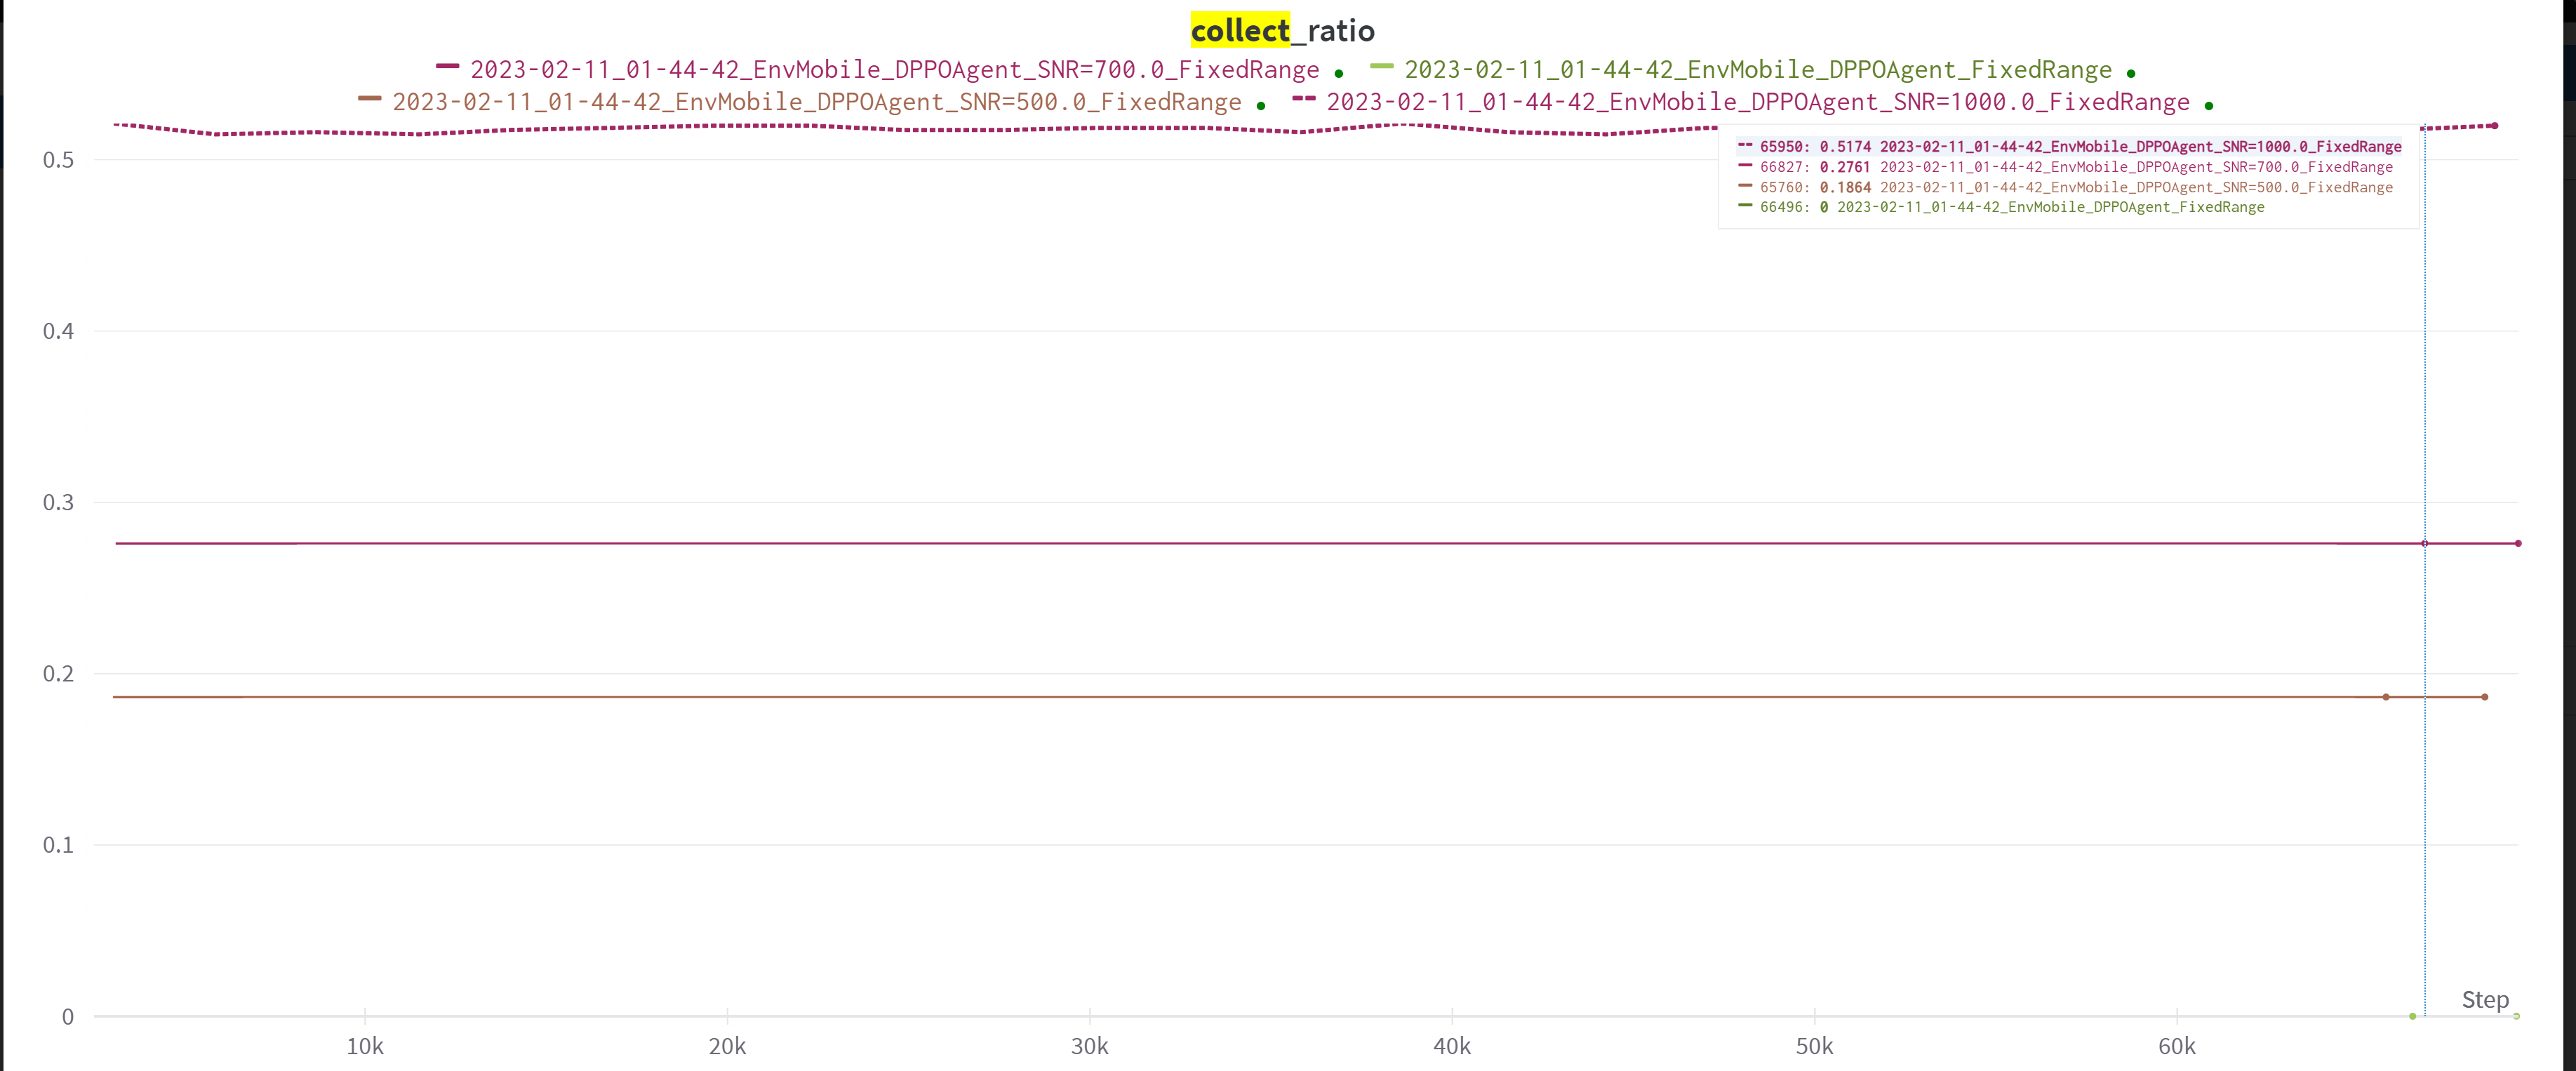 collect_ratio
2023-02-11_01-44-42_EnvMobile_DPPOAgent_SNR=700.0_FixedRange
2023-02-11_01-44-42_EnvMobile_DPPOAgent_FixedRange
2023-02-11_01-44-42_EnvMobile_DPPOAgent_SNR=500.0_FixedRange
2023-02-11_01-44-42_EnvMobile_DPPOAgent_SNR=1000.0_FixedRange
65950: 0.5174 2023-02-11_01-44-42_EnvMobile_DPPOAgent_SNR=1000.0_FixedRange
66827: 0.2761 2023-02-11_01-44-42_EnvMobile_DPPOAgent_SNR=700.0_FixedRange
65760: 0.1864 2023-02-11_01-44-42_EnvMobile_DPPOAgent_SNR=500.0_FixedRange
66496: 0 2023-02-11_01-44-42_EnvMobile_DPPOAgent_FixedRange
0.5
0.4
0.3
0.2
0.1
0
Step
10k
20k
30k
40k
50k
60k